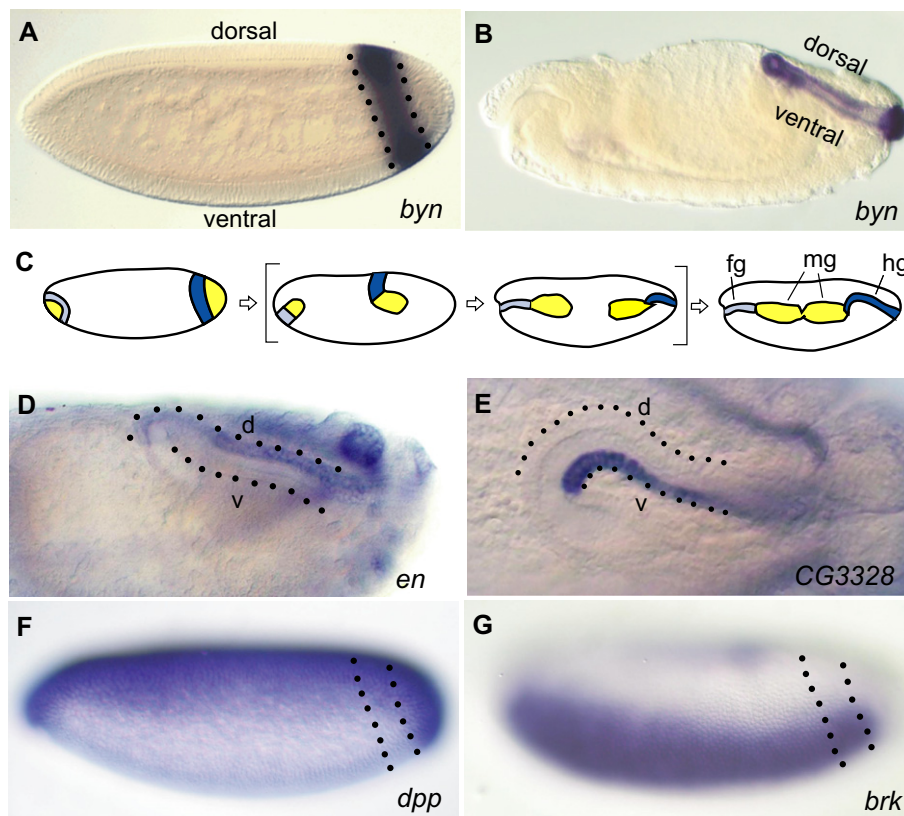 A
dorsal
ventral
byn
B
dorsal
ventral
byn
C
fg
mg
hg
D
d
v
en
E
d
v
CG3328
F
dpp
G
brk